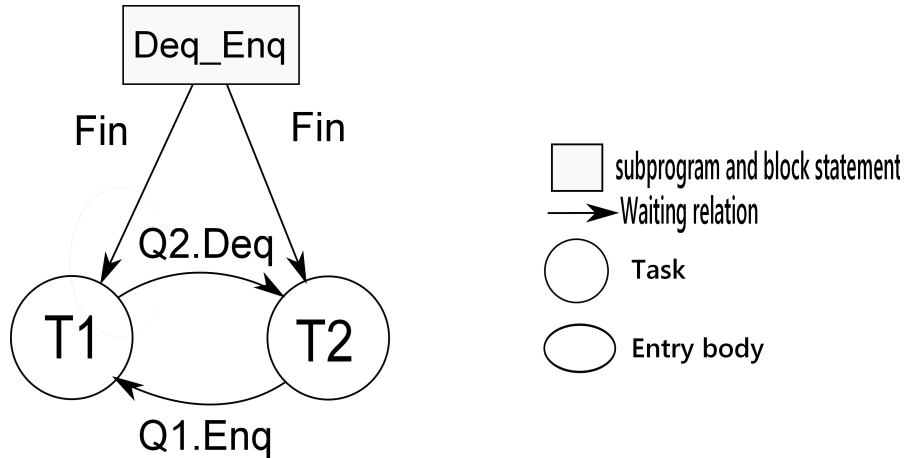 Deq_Enq
Fin
Fin
Q2.Deq
T1
T2
Q1.Enq
subprogram and block statement
Waiting relation
Task
Entry body